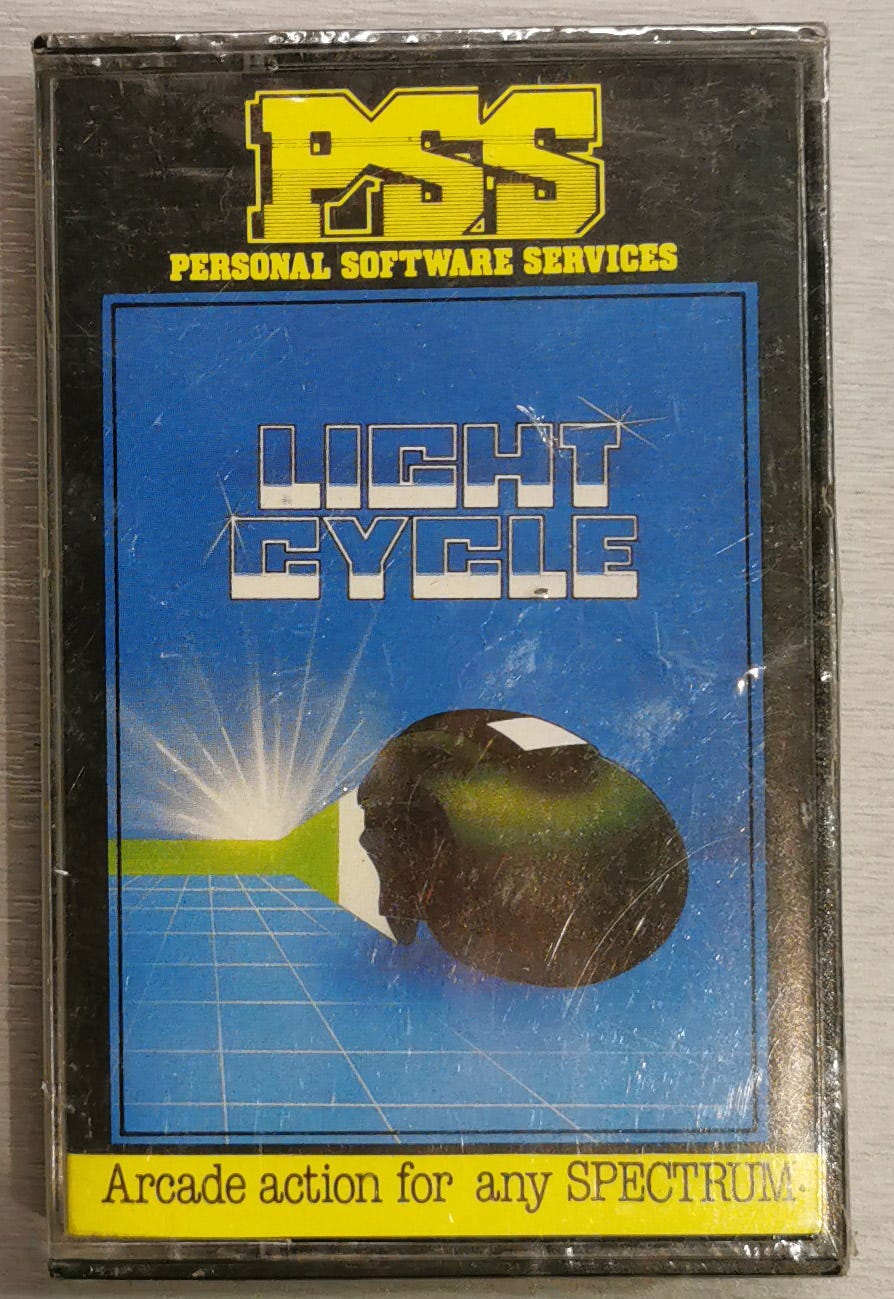 PSS
PERSONAL SOFTWARE SERVICES
LIGHT
CYCLE
Arcade action for any SPECTRUM.